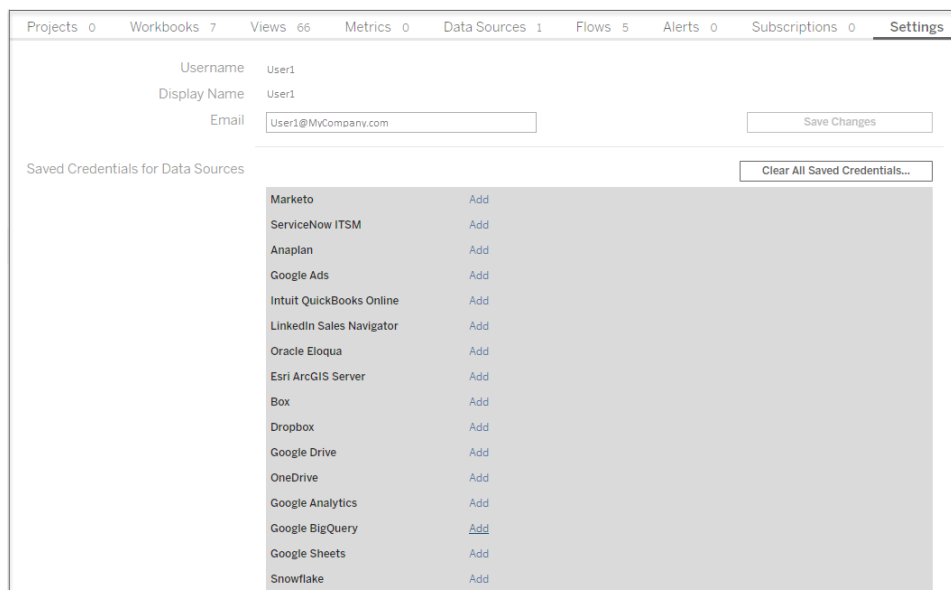 Projects 0 Workbooks 7 Views 66 Metrics 0 Data Sources 1 Flows 5 Alerts 0 Subscriptions 0 Settings
Username User1
Display Name User1
Email User1@MyCompany.com Save Changes
Saved Credentials for Data Sources Clear All Saved Credentials...
Marketo Add
ServiceNow ITSM Add
Anaplan Add
Google Ads Add
Intuit QuickBooks Online Add
LinkedIn Sales Navigator Add
Oracle Eloqua Add
Esri ArcGIS Server Add
Box Add
Dropbox Add
Google Drive Add
OneDrive Add
Google Analytics Add
Google BigQuery Add
Google Sheets Add
Snowflake Add